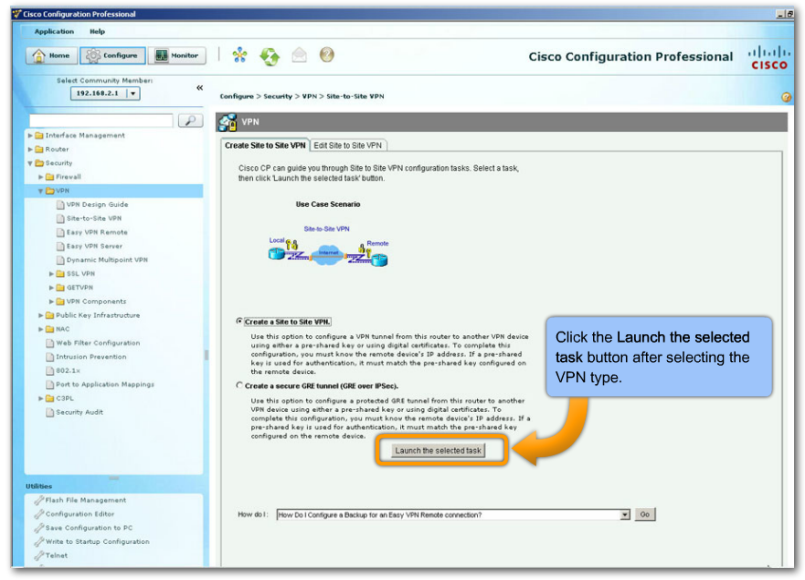 Cisco Configuration Professional
Application Help
Home Configure Monitor
Cisco Configuration Professional
CISCO
Select Community Member:
192.168.2.1
Configure > Security > VPN > Site-to-Site VPN
Interface Management
Router
Security
Firewall
VPN
VPN Design Guide
Site-to-Site VPN
Easy VPN Remote
Easy VPN Server
Dynamic Multipoint VPN
SSL VPN
GETVPN
VPN Components
Public Key Infrastructure
NAC
Web Filter Configuration
Intrusion Prevention
802.1x
Port to Application Mappings
C3PL
Security Audit
Utilities
Flash File Management
Configuration Editor
Save Configuration to PC
Write to Startup Configuration
Telnet
VPN
Create Site to Site VPN Edit Site to Site VPN
Cisco CP can guide you through Site to Site VPN configuration tasks. Select a task,
then click 'Launch the selected task' button.
Use Case Scenario
Site-to-Site VPN
Local
Internet
Remote
Create a Site to Site VPN.
Use this option to configure a VPN tunnel from this router to another VPN device
using either a pre-shared key or using digital certificates. To complete this
configuration, you must know the remote device's IP address. If a pre-shared
key is used for authentication, it must match the pre-shared key configured on
the remote device.
Create a secure GRE tunnel (GRE over IPSec).
Use this option to configure a protected GRE tunnel from this router to another
VPN device using either a pre-shared key or using digital certificates. To
complete this configuration, you must know the remote device's IP address. If a
pre-shared key is used for authentication, it must match the pre-shared key
configured on the remote device.
Launch the selected task
How do I: How Do I Configure a Backup for an Easy VPN Remote connection? Go
Click the Launch the selected
task button after selecting the
VPN type.